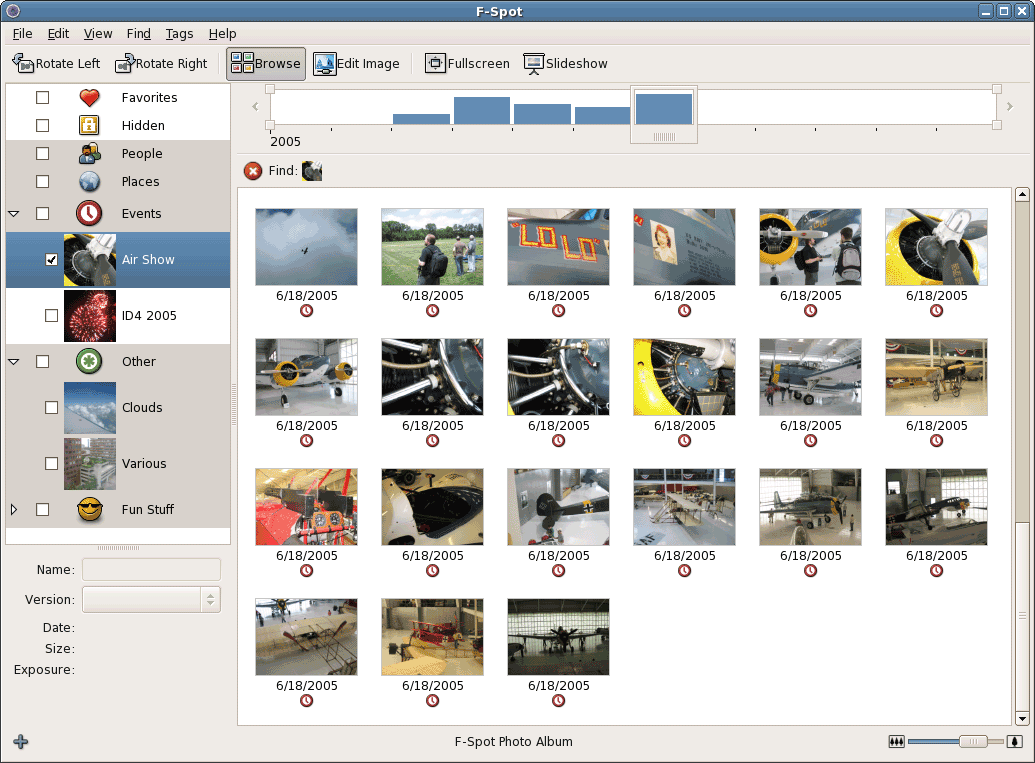 F-Spot
File Edit View Find Tags Help
Rotate Left Rotate Right Browse Edit Image Fullscreen Slideshow
Favorites
Hidden
People
Places
Events
Air Show
ID4 2005
Other
Clouds
Various
Fun Stuff
Name:
Version:
Date:
Size:
Exposure:
2005
Find:
LO LO
6/18/2005 6/18/2005 6/18/2005 6/18/2005 6/18/2005 6/18/2005
6/18/2005 6/18/2005 6/18/2005 6/18/2005 6/18/2005 6/18/2005
6/18/2005 6/18/2005 6/18/2005 6/18/2005 6/18/2005 6/18/2005
6/18/2005 6/18/2005 6/18/2005
F-Spot Photo Album